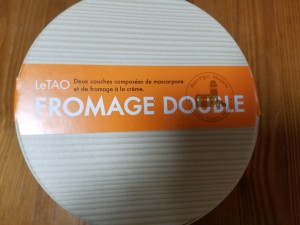 LeTAO Deux couches composées de mascarpone
et de fromage à la crème.
FROMAGE DOUBLE